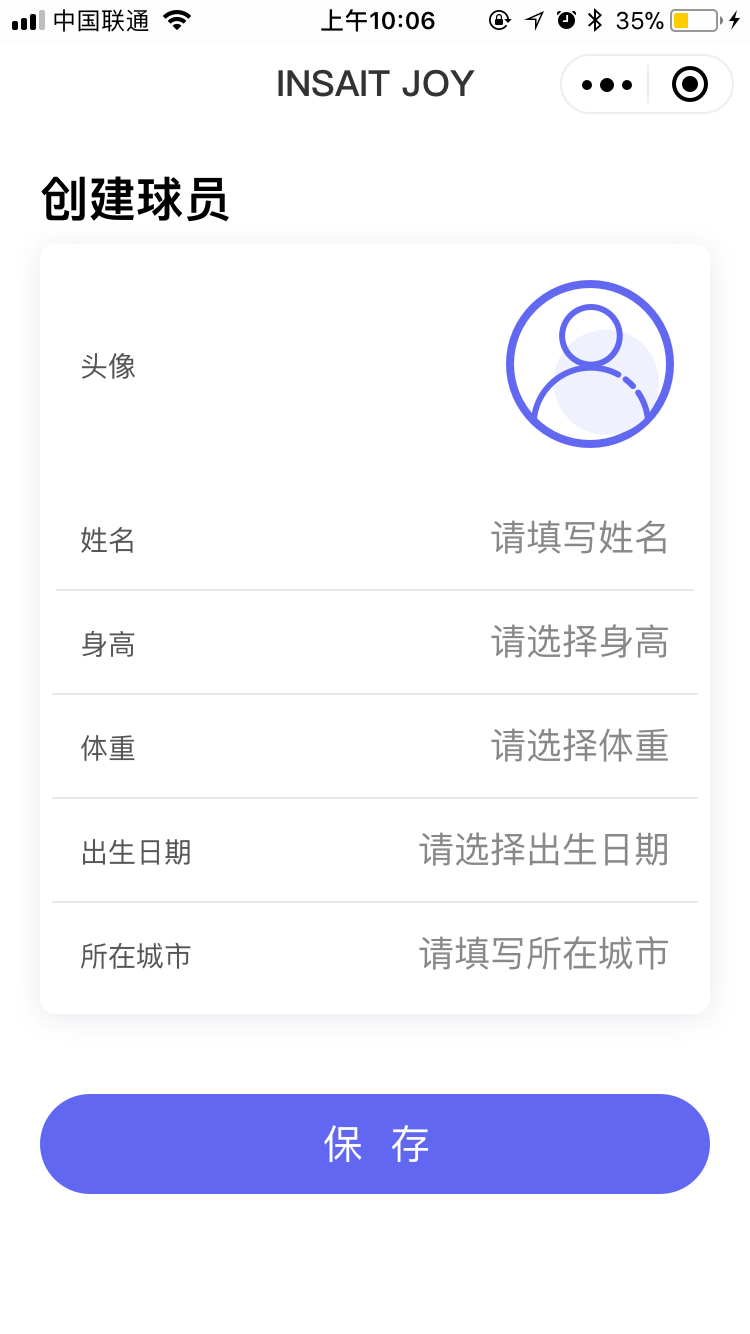 中国联通 上午10:06 35%
INSAIT JOY
创建球员
头像
姓名 请填写姓名
身高 请选择身高
体重 请选择体重
出生日期 请选择出生日期
所在城市 请填写所在城市
保 存